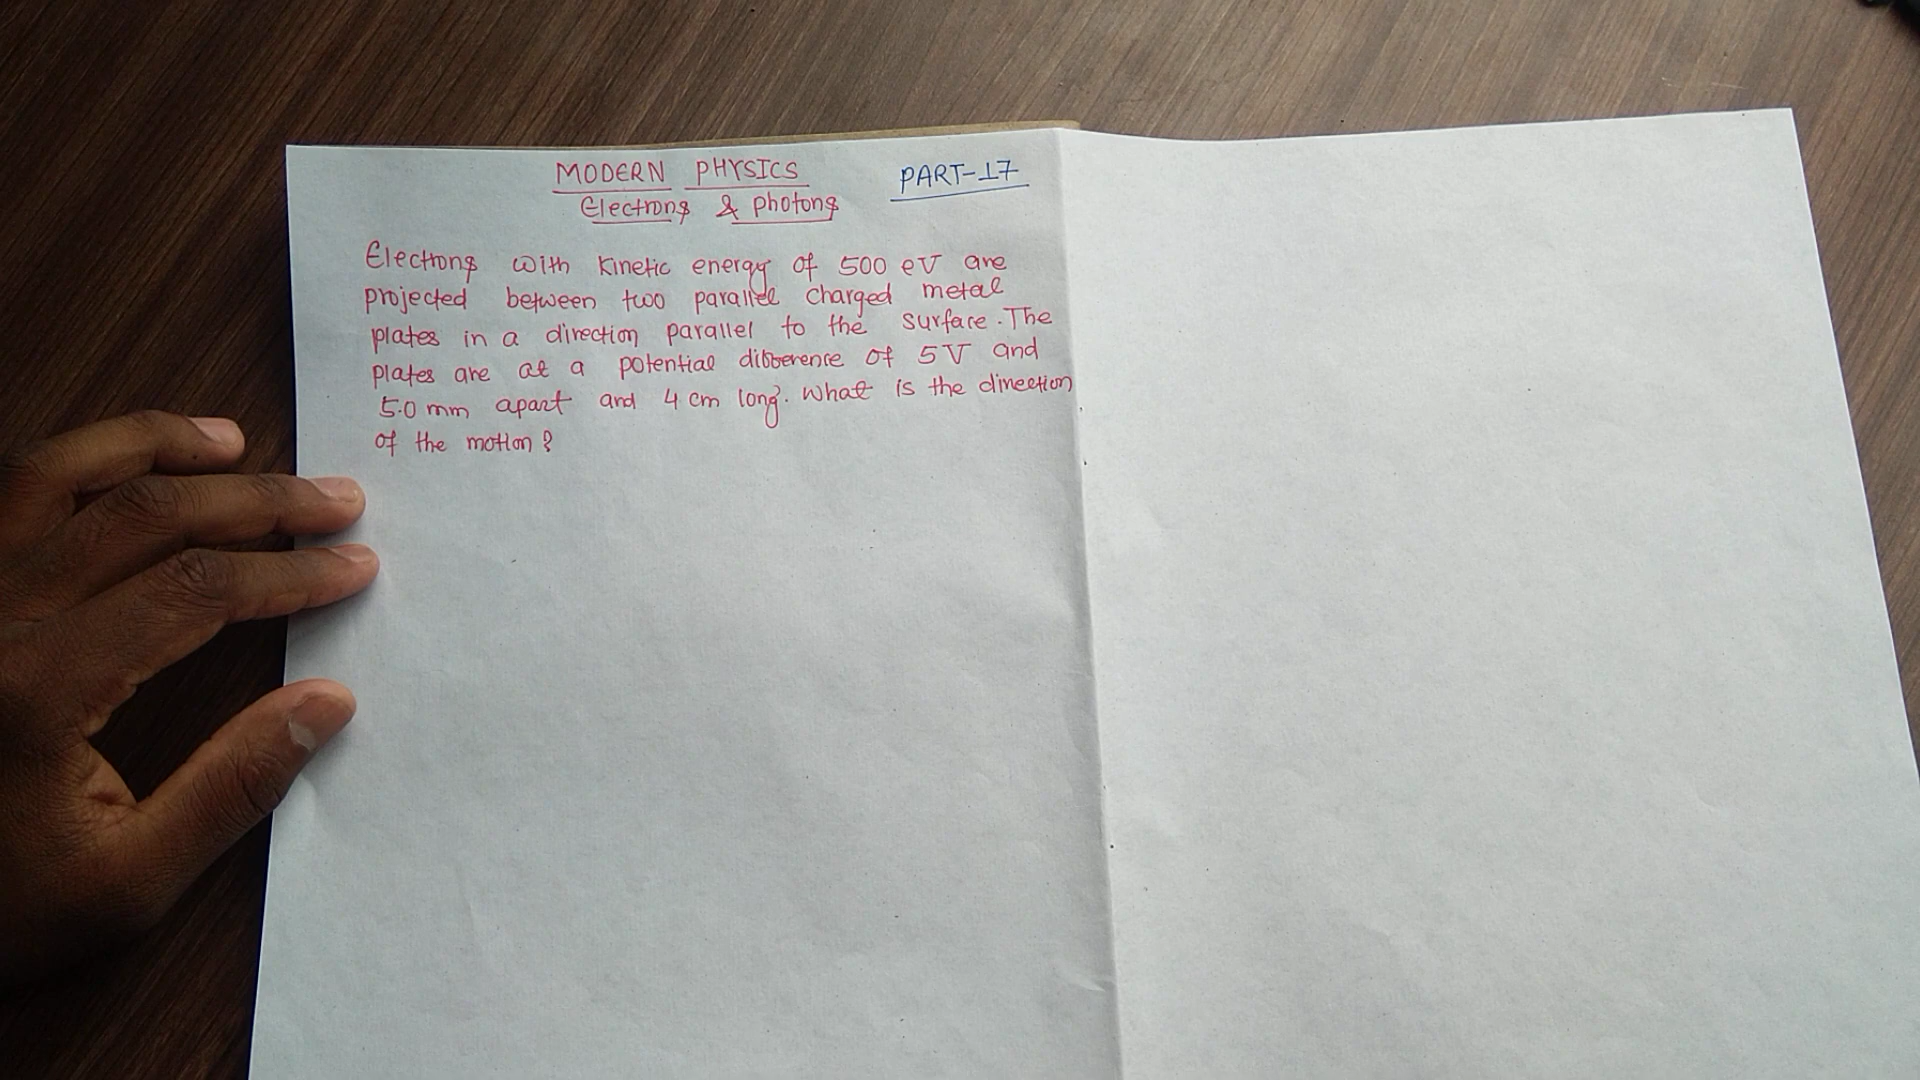 MODERN PHYSICS PART-17
Electrons & photons
Electrons with Kinetic energy of 500 eV are
projected between two parallel charged metal
plates in a direction parallel to the surface. The
plates are at a potential difference of 5V and
5.0 mm apart and 4 cm long. What is the direction
of the motion?